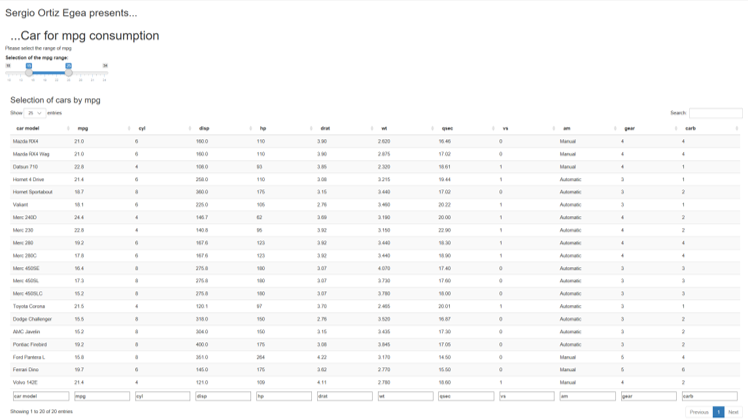 Sergio Ortiz Egea presents...
...Car for mpg consumption
Please select the range of mpg
Selection of the mpg range:
Selection of cars by mpg
Show 25 entries
Search:
car model mpg cyl disp hp drat wt qsec vs am gear carb
Mazda RX4 21.0 6 160.0 110 3.90 2.620 16.46 0 Manual 4 4
Mazda RX4 Wag 21.0 6 160.0 110 3.90 2.875 17.02 0 Manual 4 4
Datsun 710 22.8 4 108.0 93 3.85 2.320 18.61 1 Manual 4 1
Hornet 4 Drive 21.4 6 258.0 110 3.08 3.215 19.44 1 Automatic 3 1
Hornet Sportabout 18.7 8 360.0 175 3.15 3.440 17.02 0 Automatic 3 2
Valiant 18.1 6 225.0 105 2.76 3.460 20.22 1 Automatic 3 1
Merc 240D 24.4 4 146.7 62 3.69 3.190 20.00 1 Automatic 4 2
Merc 230 22.8 4 140.8 95 3.92 3.150 22.90 1 Automatic 4 2
Merc 280 19.2 6 167.6 123 3.92 3.440 18.30 1 Automatic 4 4
Merc 280C 17.8 6 167.6 123 3.92 3.440 18.90 1 Automatic 4 4
Merc 450SE 16.4 8 275.8 180 3.07 4.070 17.40 0 Automatic 3 3
Merc 450SL 17.3 8 275.8 180 3.07 3.730 17.60 0 Automatic 3 3
Merc 450SLC 15.2 8 275.8 180 3.07 3.780 18.00 0 Automatic 3 3
Toyota Corona 21.5 4 120.1 97 3.70 2.465 20.01 1 Automatic 3 1
Dodge Challenger 15.5 8 318.0 150 2.76 3.520 16.87 0 Automatic 3 2
AMC Javelin 15.2 8 304.0 150 3.15 3.435 17.30 0 Automatic 3 2
Pontiac Firebird 19.2 8 400.0 175 3.08 3.845 17.05 0 Automatic 3 2
Ford Pantera L 15.8 8 351.0 264 4.22 3.170 14.50 0 Manual 5 4
Ferrari Dino 19.7 6 145.0 175 3.62 2.770 15.50 0 Manual 5 6
Volvo 142E 21.4 4 121.0 109 4.11 2.780 18.60 1 Manual 4 2
car model mpg cyl disp hp drat wt qsec vs am gear carb
Showing 1 to 20 of 20 entries
Previous 1 Next